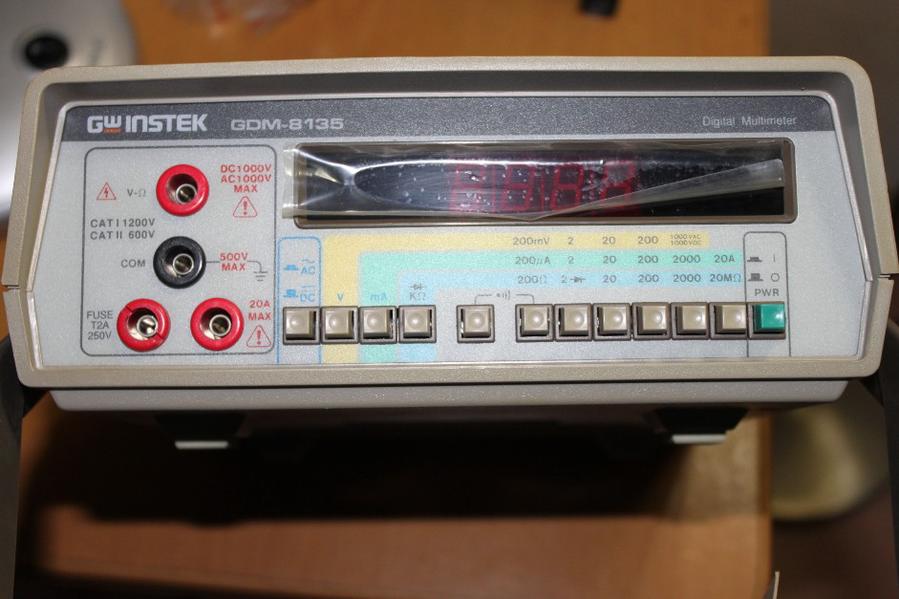 GW INSTEK GDM-8135 Digital Multimeter
V-Ω
DC1000V
AC1000V
MAX
CAT I 1200V
CAT II 600V
COM
500V
MAX
FUSE
T2A
250V
20A
MAX
AC
DC
V
mA
KΩ
200mV 2 20 200 1000VAC
1000VDC
200µA 2 20 200 2000 20A
200Ω 2 20 200 2000 20MΩ
I
O
PWR